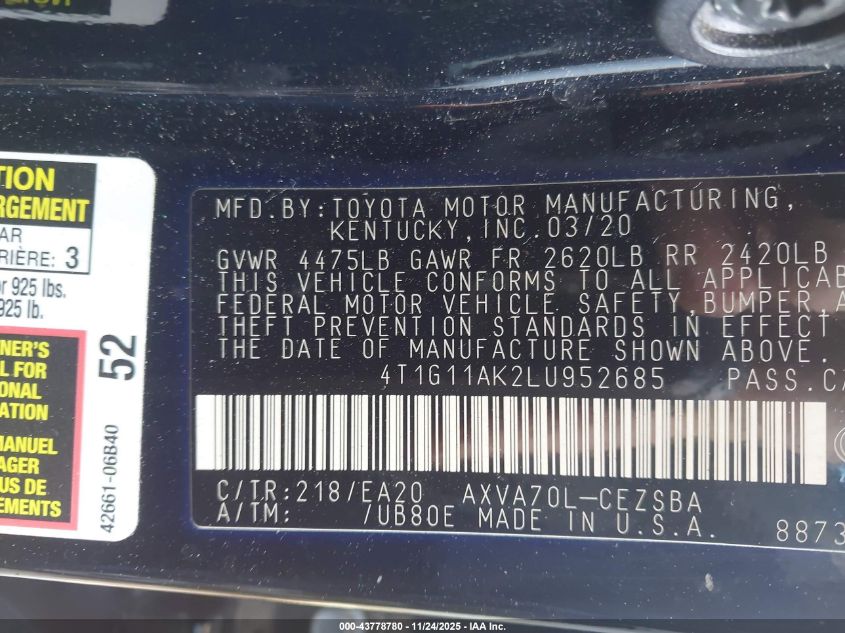 TION
RGEMENT
AR
RIÈRE: 3
or 925 lbs.
925 lb.
NER'S
L FOR
ONAL
ATION
MANUEL
AGER
US DE
EMENTS
52
42661-06B40
MFD.BY:TOYOTA MOTOR MANUFACTURING,
KENTUCKY,INC.03/20
GVWR 4475LB GAWR FR 2620LB RR 2420LB
THIS VEHICLE CONFORMS TO ALL APPLICAB
FEDERAL MOTOR VEHICLE SAFETY,BUMPER,A
THEFT PREVENTION STANDARDS IN EFFECT
THE DATE OF MANUFACTURE SHOWN ABOVE.
4T1G11AK2LU952685 PASS.CA
C/TR:218/EA20 AXVA70L-CEZSBA
A/TM: /UB80E MADE IN U.S.A.
8873
000-43778780 - 11/24/2025 - IAA Inc.